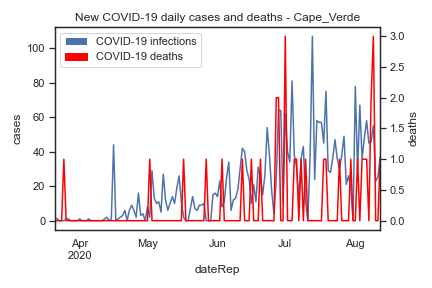 New COVID-19 daily cases and deaths - Cape_Verde
COVID-19 infections
COVID-19 deaths
cases
100
80
60
40
20
0
deaths
3.0
2.5
2.0
1.5
1.0
0.5
0.0
Apr
2020
May
Jun
Jul
Aug
dateRep